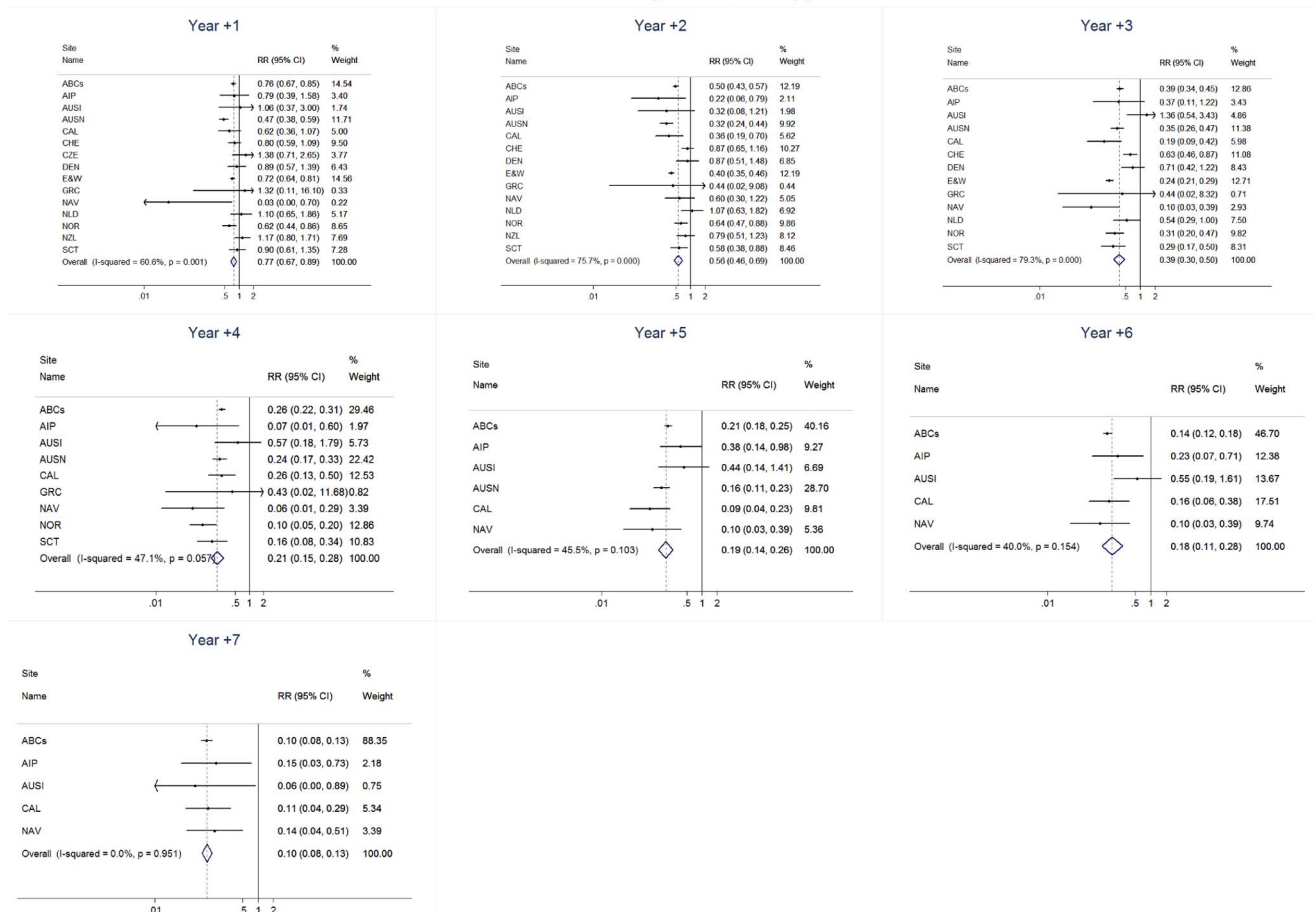 Year +1
Site %
Name RR (95% CI) Weight
ABCs 0.76 (0.67, 0.85) 14.54
AIP 0.79 (0.39, 1.58) 3.40
AUSI 1.06 (0.37, 3.00) 1.74
AUSN 0.47 (0.38, 0.59) 11.71
CAL 0.62 (0.36, 1.07) 5.00
CHE 0.80 (0.59, 1.09) 9.50
CZE 1.38 (0.71, 2.65) 3.77
DEN 0.89 (0.57, 1.39) 6.43
E&W 0.72 (0.64, 0.81) 14.56
GRC 1.32 (0.11, 16.10) 0.33
NAV 0.03 (0.00, 0.70) 0.22
NLD 1.10 (0.65, 1.86) 5.17
NOR 0.62 (0.44, 0.86) 8.65
NZL 1.17 (0.80, 1.71) 7.69
SCT 0.90 (0.61, 1.35) 7.28
Overall (I-squared = 60.6%, p = 0.001) 0.77 (0.67, 0.89) 100.00
.01 .5 1 2
Year +2
Site %
Name RR (95% CI) Weight
ABCs 0.50 (0.43, 0.57) 12.19
AIP 0.22 (0.06, 0.79) 2.11
AUSI 0.32 (0.08, 1.21) 1.98
AUSN 0.32 (0.24, 0.44) 9.92
CAL 0.36 (0.19, 0.70) 5.62
CHE 0.87 (0.65, 1.16) 10.27
DEN 0.87 (0.51, 1.48) 6.85
E&W 0.40 (0.35, 0.46) 12.19
GRC 0.44 (0.02, 9.08) 0.44
NAV 0.60 (0.30, 1.22) 5.05
NLD 1.07 (0.63, 1.82) 6.92
NOR 0.64 (0.47, 0.88) 9.86
NZL 0.79 (0.51, 1.23) 8.12
SCT 0.58 (0.38, 0.88) 8.46
Overall (I-squared = 75.7%, p = 0.000) 0.56 (0.46, 0.69) 100.00
.01 .5 1 2
Year +3
Site %
Name RR (95% CI) Weight
ABCs 0.39 (0.34, 0.45) 12.86
AIP 0.37 (0.11, 1.22) 3.43
AUSI 1.36 (0.54, 3.43) 4.86
AUSN 0.35 (0.26, 0.47) 11.38
CAL 0.19 (0.09, 0.42) 5.98
CHE 0.63 (0.46, 0.87) 11.08
DEN 0.71 (0.42, 1.22) 8.43
E&W 0.24 (0.21, 0.29) 12.71
GRC 0.44 (0.02, 8.32) 0.71
NAV 0.10 (0.03, 0.39) 2.93
NLD 0.54 (0.29, 1.00) 7.50
NOR 0.31 (0.20, 0.47) 9.82
SCT 0.29 (0.17, 0.50) 8.31
Overall (I-squared = 79.3%, p = 0.000) 0.39 (0.30, 0.50) 100.00
.01 .5 1 2
Year +4
Site %
Name RR (95% CI) Weight
ABCs 0.26 (0.22, 0.31) 29.46
AIP 0.07 (0.01, 0.60) 1.97
AUSI 0.57 (0.18, 1.79) 5.73
AUSN 0.24 (0.17, 0.33) 22.42
CAL 0.26 (0.13, 0.50) 12.53
GRC 0.43 (0.02, 11.68) 0.82
NAV 0.06 (0.01, 0.29) 3.39
NOR 0.10 (0.05, 0.20) 12.86
SCT 0.16 (0.08, 0.34) 10.83
Overall (I-squared = 47.1%, p = 0.057) 0.21 (0.15, 0.28) 100.00
.01 .5 1 2
Year +5
Site %
Name RR (95% CI) Weight
ABCs 0.21 (0.18, 0.25) 40.16
AIP 0.38 (0.14, 0.98) 9.27
AUSI 0.44 (0.14, 1.41) 6.69
AUSN 0.16 (0.11, 0.23) 28.70
CAL 0.09 (0.04, 0.23) 9.81
NAV 0.10 (0.03, 0.39) 5.36
Overall (I-squared = 45.5%, p = 0.103) 0.19 (0.14, 0.26) 100.00
.01 .5 1 2
Year +6
Site %
Name RR (95% CI) Weight
ABCs 0.14 (0.12, 0.18) 46.70
AIP 0.23 (0.07, 0.71) 12.38
AUSI 0.55 (0.19, 1.61) 13.67
CAL 0.16 (0.06, 0.38) 17.51
NAV 0.10 (0.03, 0.39) 9.74
Overall (I-squared = 40.0%, p = 0.154) 0.18 (0.11, 0.28) 100.00
.01 .5 1 2
Year +7
Site %
Name RR (95% CI) Weight
ABCs 0.10 (0.08, 0.13) 88.35
AIP 0.15 (0.03, 0.73) 2.18
AUSI 0.06 (0.00, 0.89) 0.75
CAL 0.11 (0.04, 0.29) 5.34
NAV 0.14 (0.04, 0.51) 3.39
Overall (I-squared = 0.0%, p = 0.951) 0.10 (0.08, 0.13) 100.00
.01 .5 1 2